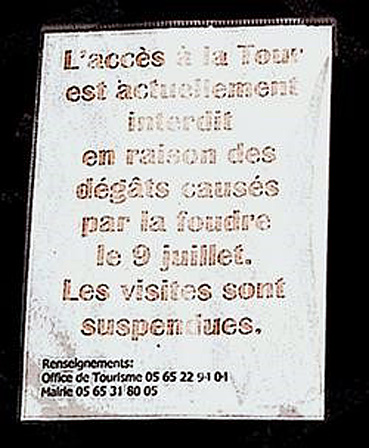 L'accès à la Tour
est actuellement
interdit
en raison des
dégâts causés
par la foudre
le 9 juillet.
Les visites sont
suspendues.
Renseignements:
Office de Tourisme 05 65 22 94 04
Mairie 05 65 31 80 05